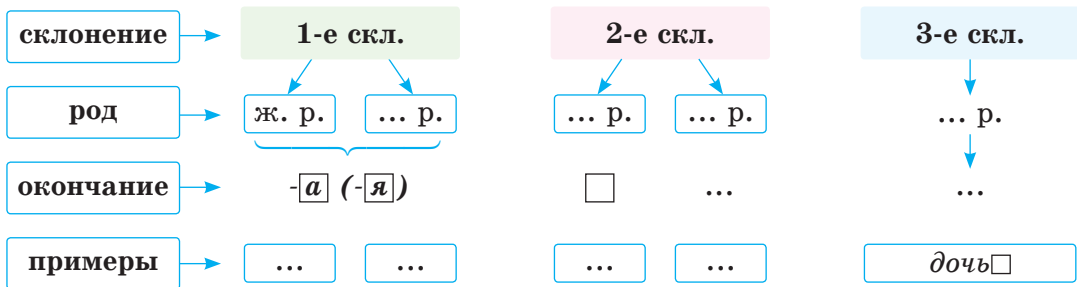 склонение 1-е скл. 2-е скл. 3-е скл.
род ж. р. ... р. ... р. ... р. ... р.
окончание -а (-я) □ ... ...
примеры ... ... ... ... дочь□